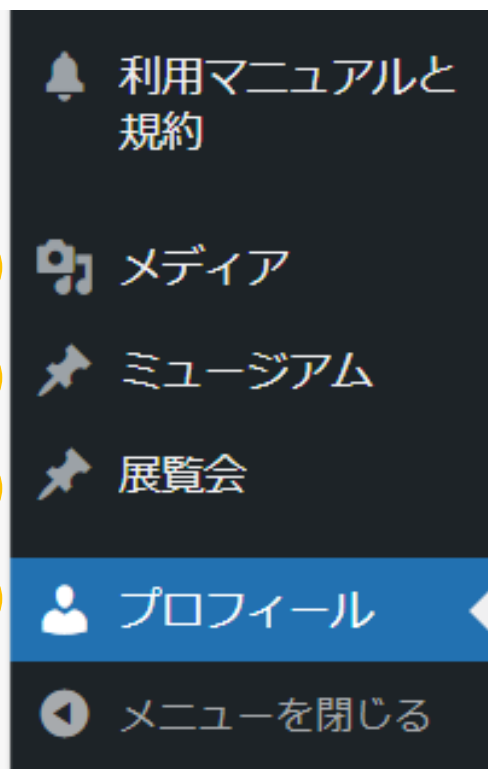 利用マニュアルと
規約
メディア
ミュージアム
展覧会
プロフィール
メニューを閉じる